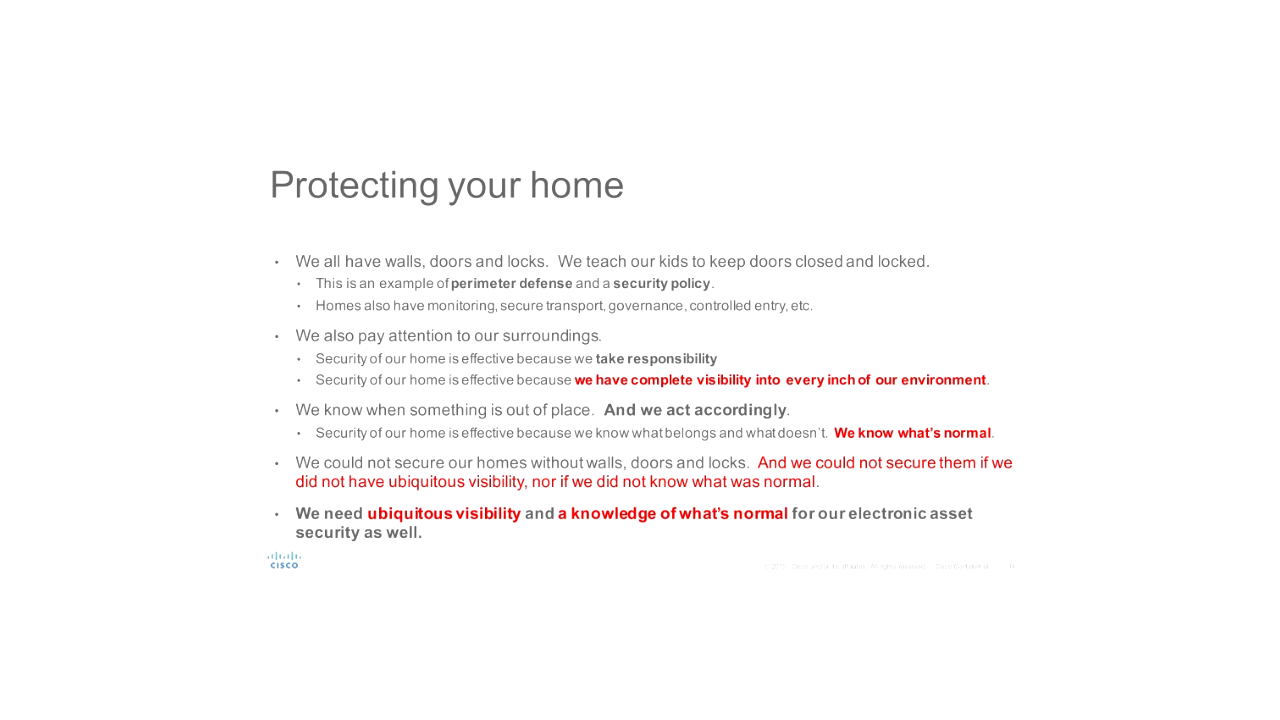 Protecting your home
• We all have walls, doors and locks. We teach our kids to keep doors closed and locked.
• This is an example of perimeter defense and a security policy.
• Homes also have monitoring, secure transport, governance, controlled entry, etc.
• We also pay attention to our surroundings.
• Security of our home is effective because we take responsibility
• Security of our home is effective because we have complete visibility into every inch of our environment.
• We know when something is out of place. And we act accordingly.
• Security of our home is effective because we know what belongs and what doesn't. We know what's normal.
• We could not secure our homes without walls, doors and locks. And we could not secure them if we
did not have ubiquitous visibility, nor if we did not know what was normal.
• We need ubiquitous visibility and a knowledge of what's normal for our electronic asset
security as well.
CISCO